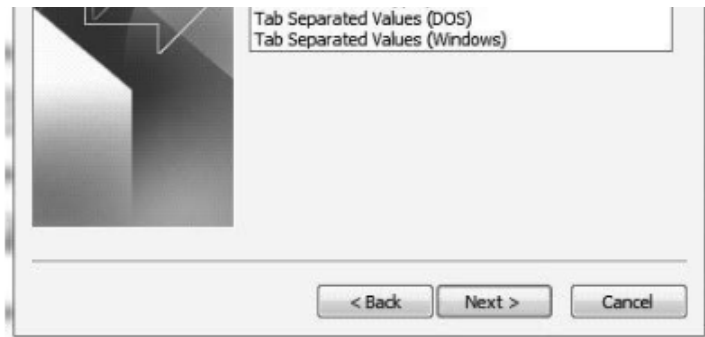 Tab Separated Values (DOS)
Tab Separated Values (Windows)
< Back Next > Cancel